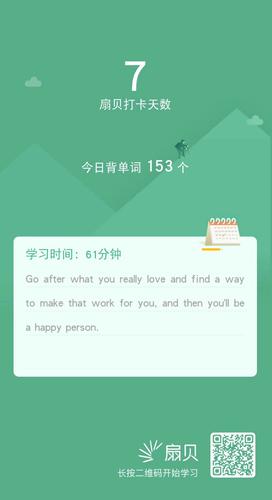 7
扇贝打卡天数
今日背单词 153 个
学习时间：61分钟
Go after what you really love and find a way
to make that work for you, and then you'll be
a happy person.
扇贝
长按二维码开始学习